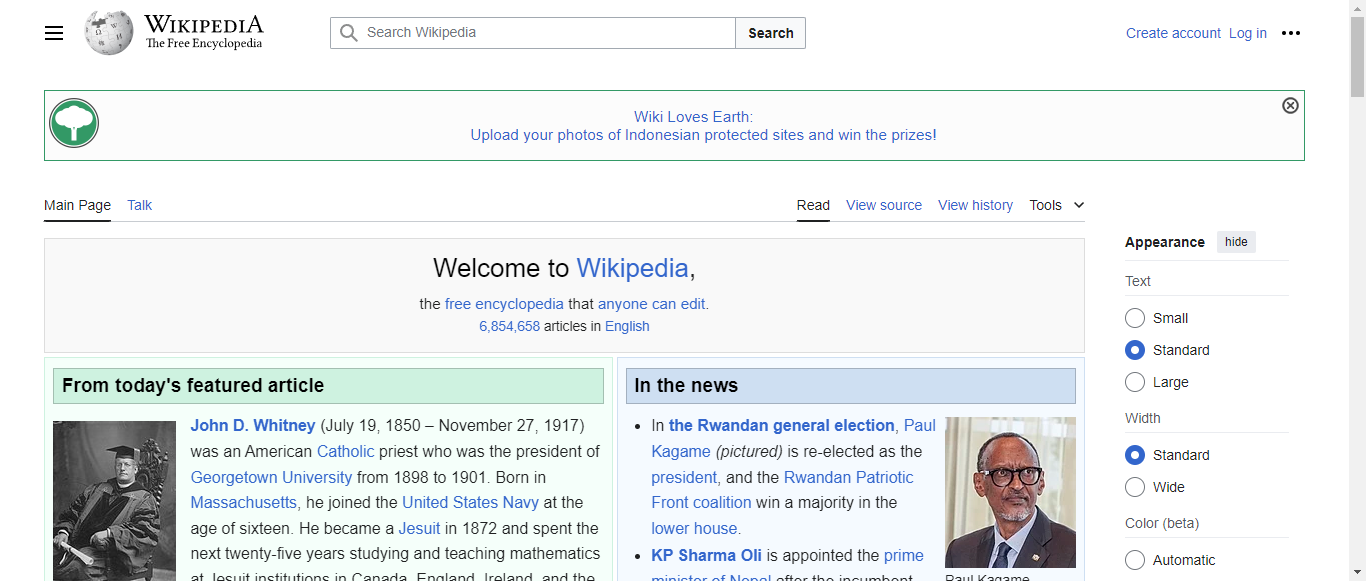 WIKIPEDIA
The Free Encyclopedia
Search Wikipedia
Search
Create account Log in
Wiki Loves Earth:
Upload your photos of Indonesian protected sites and win the prizes!
Main Page Talk
Read View source View history Tools
Welcome to Wikipedia,
the free encyclopedia that anyone can edit.
6,854,658 articles in English
From today's featured article
John D. Whitney (July 19, 1850 – November 27, 1917)
was an American Catholic priest who was the president of
Georgetown University from 1898 to 1901. Born in
Massachusetts, he joined the United States Navy at the
age of sixteen. He became a Jesuit in 1872 and spent the
next twenty-five years studying and teaching mathematics
at Jesuit institutions in Canada, England, Ireland, and the
In the news
• In the Rwandan general election, Paul
Kagame (pictured) is re-elected as the
president, and the Rwandan Patriotic
Front coalition win a majority in the
lower house.
• KP Sharma Oli is appointed the prime
minister of Nepal after the incumbent,
Paul Kagame
Appearance hide
Text
Small
Standard
Large
Width
Standard
Wide
Color (beta)
Automatic